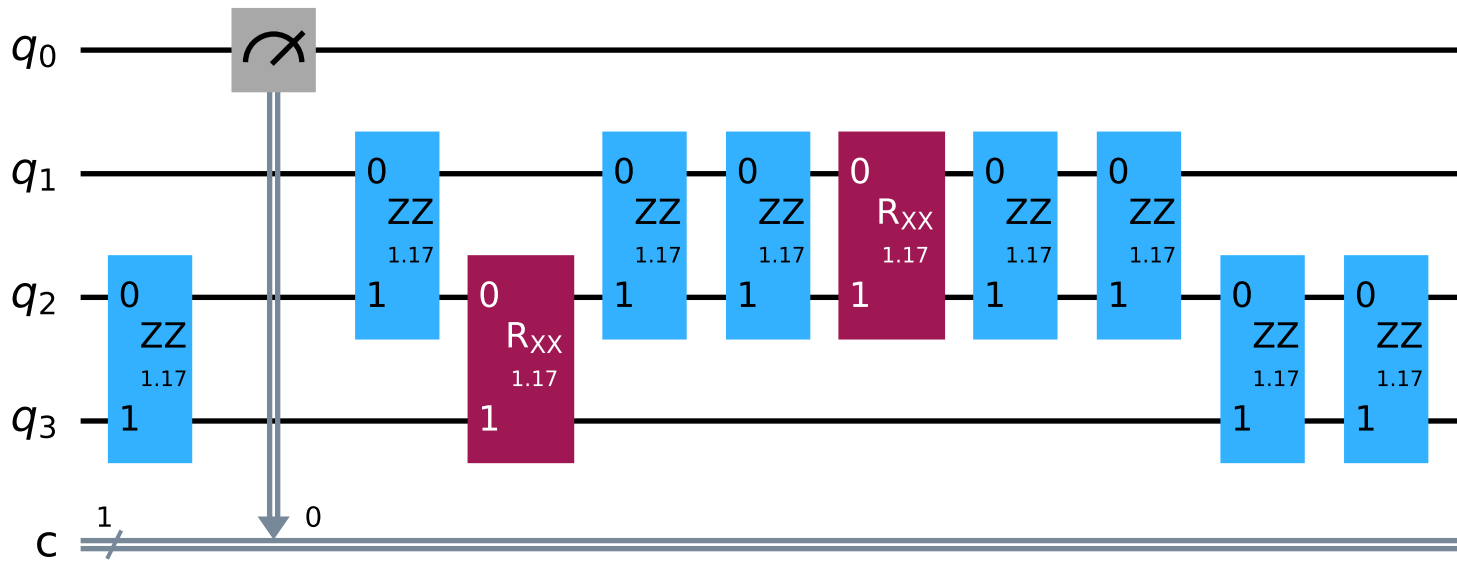 q0
q1
0 0 0 0 0 0
ZZ ZZ ZZ RXX ZZ ZZ
1.17 1.17 1.17 1.17 1.17 1.17
q2
0 1 0 1 1 1 1 1 0 0
ZZ RXX ZZ ZZ
1.17 1.17 1.17 1.17
q3
1 1 1 1
1 0
c